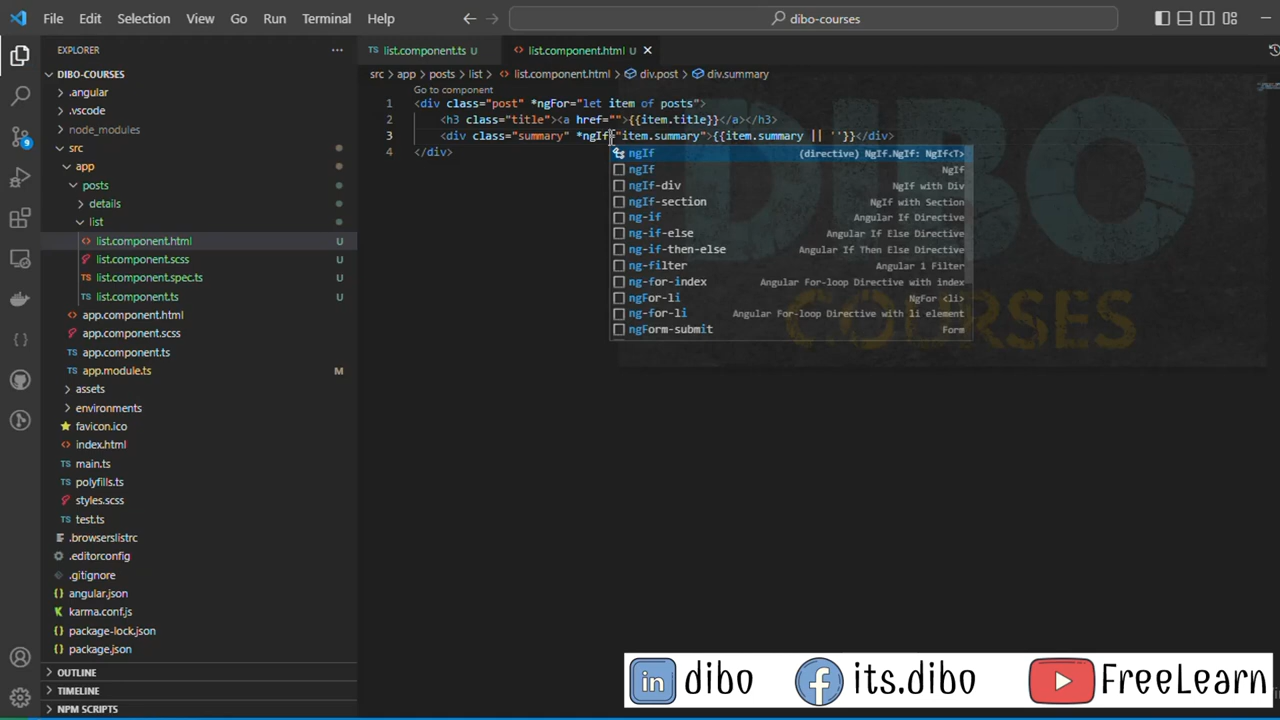 File Edit Selection View Go Run Terminal Help
dibo-courses
EXPLORER
DIBO-COURSES
.angular
.vscode
node_modules
src
app
posts
details
list
list.component.html U
list.component.scss U
list.component.spec.ts U
list.component.ts U
app.component.html
app.component.scss
app.component.ts
app.module.ts M
assets
environments
favicon.ico
index.html
main.ts
polyfills.ts
styles.scss
test.ts
.browserslistrc
.editorconfig
.gitignore
angular.json
karma.conf.js
package-lock.json
package.json
OUTLINE
TIMELINE
NPM SCRIPTS
9
list.component.ts U
list.component.html U
src > app > posts > list > list.component.html > div.post > div.summary
Go to component
1 <div class="post" *ngFor="let item of posts">
2 <h3 class="title"><a href="">{{item.title}}</a></h3>
3 <div class="summary" *ngIf="item.summary">{{item.summary || ''}}</div>
4 </div>
ngIf (directive) NgIf.NgIf: NgIf<T>
ngIf NgIf
ngIf-div NgIf with Div
ngIf-section NgIf with Section
ng-if Angular If Directive
ng-if-else Angular If Else Directive
ng-if-then-else Angular If Then Else Directive
ng-filter Angular 1 Filter
ng-for-index Angular For-loop Directive with index
ngFor-li NgFor <li>
ng-for-li Angular For-loop Directive with li element
ngForm-submit Form
DIBO
COURSES
in dibo
f its.dibo
FreeLearn